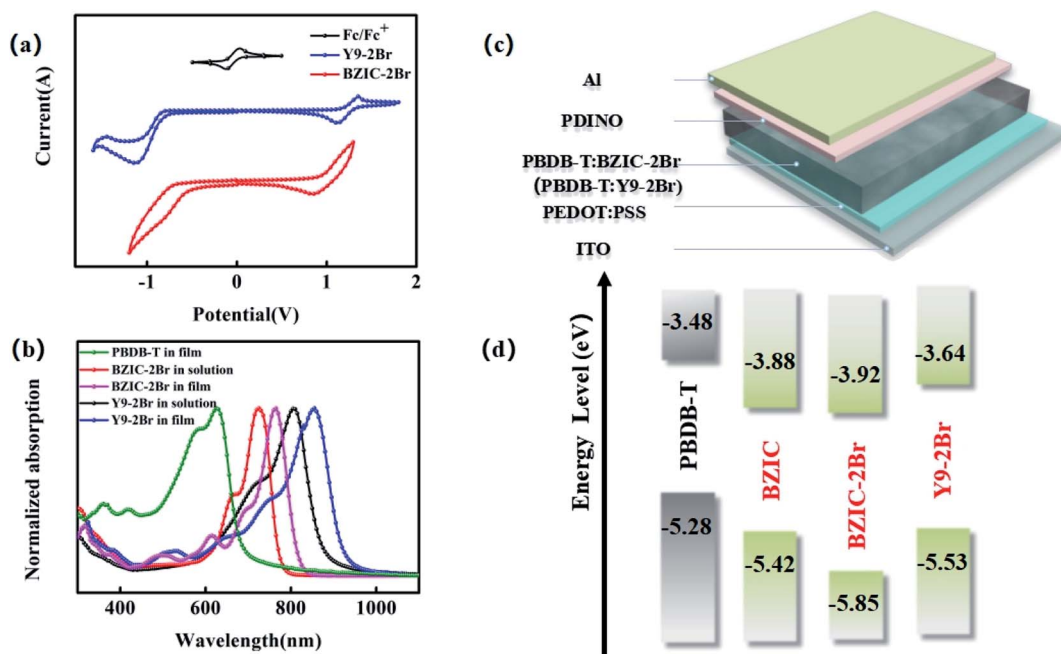 (a)
Fc/Fc⁺
Y9-2Br
BZIC-2Br
Current(A)
-1
0
1
2
Potential(V)
(b)
PBDB-T in film
BZIC-2Br in solution
BZIC-2Br in film
Y9-2Br in solution
Y9-2Br in film
Normalized absorption
400
600
800
1000
Wavelength(nm)
(c)
Al
PDINO
PBDB-T:BZIC-2Br
(PBDB-T:Y9-2Br)
PEDOT:PSS
ITO
(d)
Energy Level (eV)
-3.48
-3.88
-3.92
-3.64
PBDB-T
BZIC
BZIC-2Br
Y9-2Br
-5.28
-5.42
-5.85
-5.53